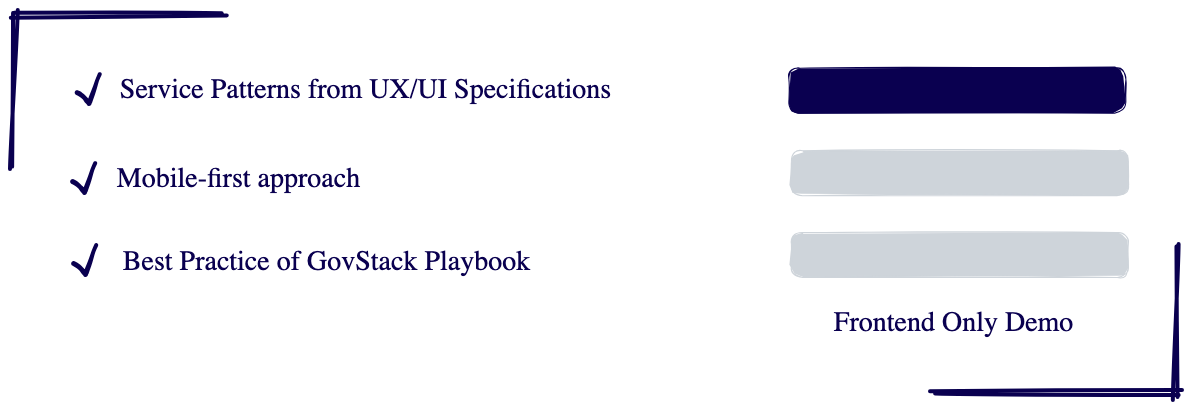 Service Patterns from UX/UI Specifications
Mobile-first approach
Best Practice of GovStack Playbook
Frontend Only Demo